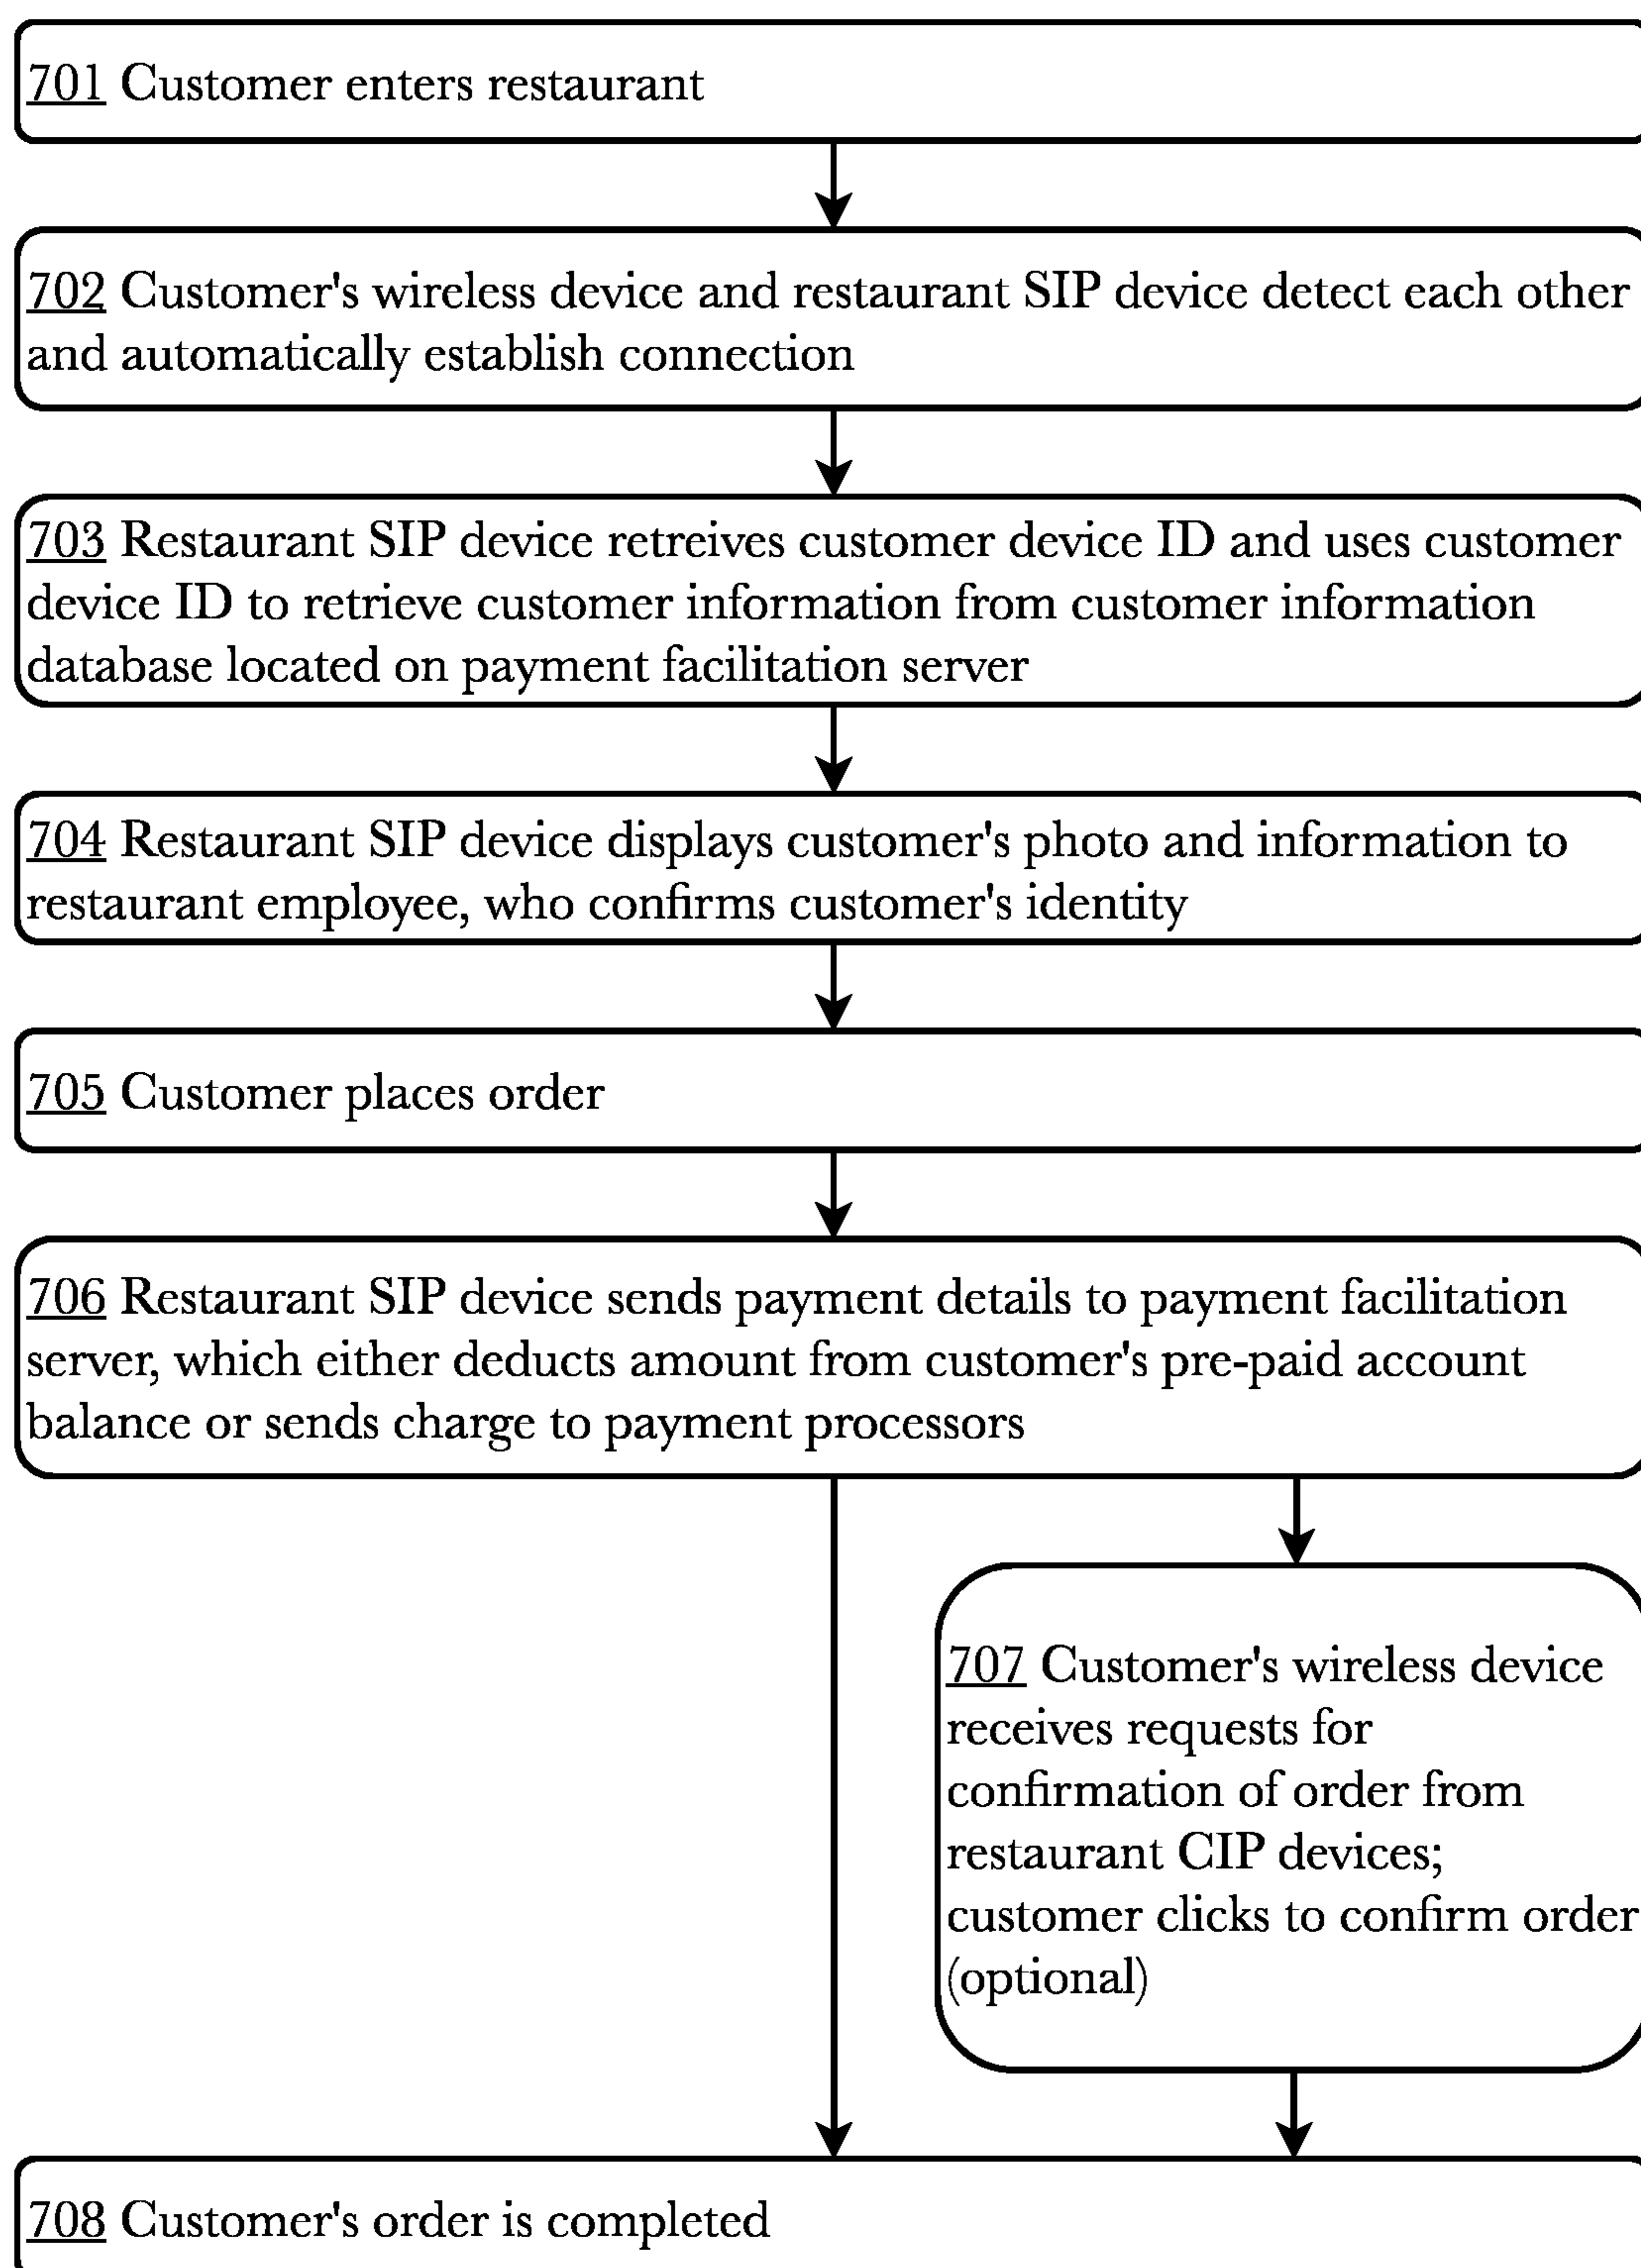 701 Customer enters restaurant
702 Customer's wireless device and restaurant SIP device detect each other
and automatically establish connection
703 Restaurant SIP device retreives customer device ID and uses customer
device ID to retrieve customer information from customer information
database located on payment facilitation server
704 Restaurant SIP device displays customer's photo and information to
restaurant employee, who confirms customer's identity
705 Customer places order
706 Restaurant SIP device sends payment details to payment facilitation
server, which either deducts amount from customer's pre-paid account
balance or sends charge to payment processors
707 Customer's wireless device
receives requests for
confirmation of order from
restaurant CIP devices;
customer clicks to confirm order
(optional)
708 Customer's order is completed